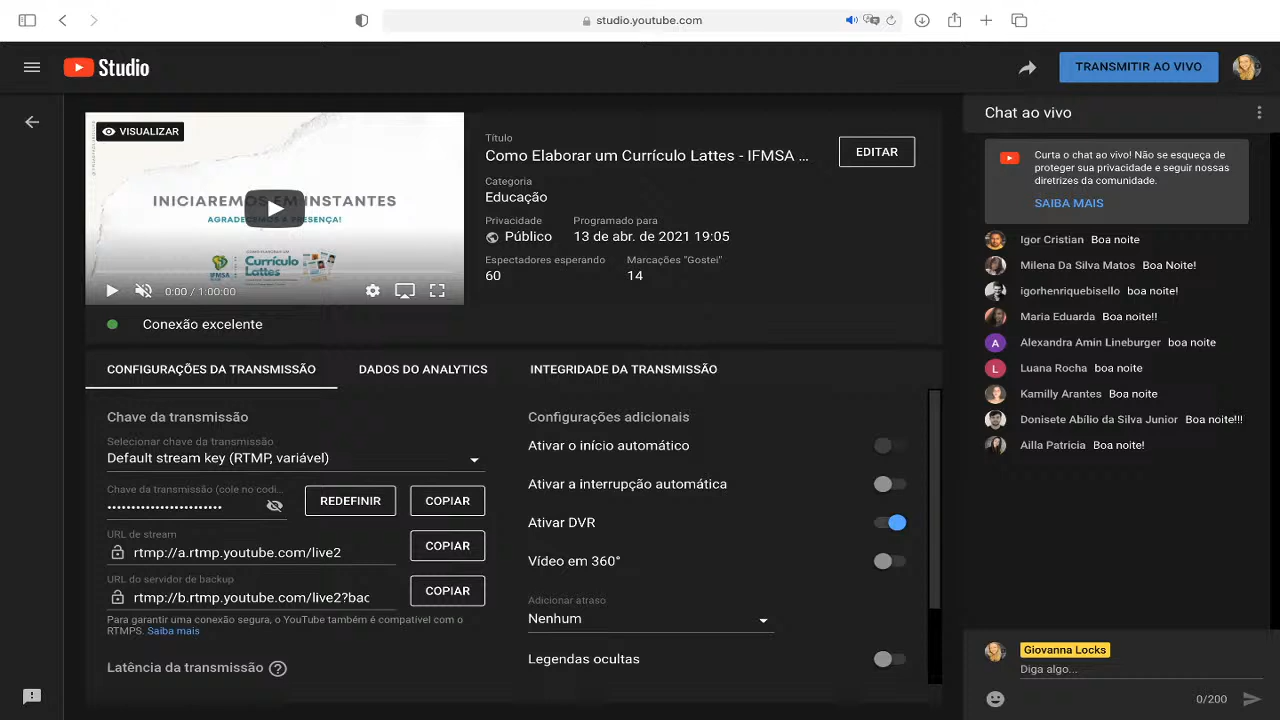 studio.youtube.com
Studio
TRANSMITIR AO VIVO
VISUALIZAR
INICIAREMOS EM INSTANTES
AGRADECEMOS A PRESENÇA!
IFMSA
COMO ELABORAR UM
Currículo
Lattes
0:00 / 1:00:00
Conexão excelente
Título
Como Elaborar um Currículo Lattes - IFMSA ...
EDITAR
Categoria
Educação
Privacidade
Público
Programado para
13 de abr. de 2021 19:05
Espectadores esperando
60
Marcações "Gostei"
14
CONFIGURAÇÕES DA TRANSMISSÃO
DADOS DO ANALYTICS
INTEGRIDADE DA TRANSMISSÃO
Chave da transmissão
Selecionar chave da transmissão
Default stream key (RTMP, variável)
Chave da transmissão (cole no codi...
••••••••••••••••••••••••
REDEFINIR
COPIAR
URL de stream
rtmp://a.rtmp.youtube.com/live2
COPIAR
URL do servidor de backup
rtmp://b.rtmp.youtube.com/live2?bac
COPIAR
Para garantir uma conexão segura, o YouTube também é compatível com o
RTMPS. Saiba mais
Latência da transmissão
Configurações adicionais
Ativar o início automático
Ativar a interrupção automática
Ativar DVR
Vídeo em 360°
Adicionar atraso
Nenhum
Legendas ocultas
Chat ao vivo
Curta o chat ao vivo! Não se esqueça de
proteger sua privacidade e seguir nossas
diretrizes da comunidade.
SAIBA MAIS
Igor Cristian Boa noite
Milena Da Silva Matos Boa Noite!
igorhenriquebisello boa noite!
Maria Eduarda Boa noite!!
A Alexandra Amin Lineburger boa noite
L Luana Rocha boa noite
Kamilly Arantes Boa noite
Donisete Abílio da Silva Junior Boa noite!!!
Ailla Patricia Boa noite!
Giovanna Locks
Diga algo...
0/200